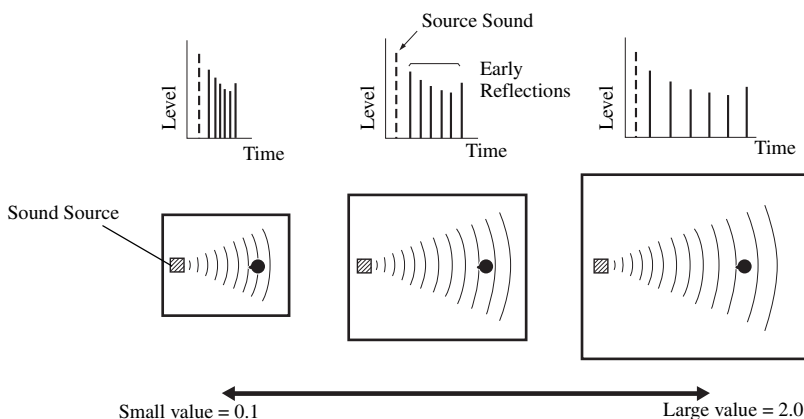 Source Sound
Early
Reflections
Level
Time
Level
Time
Level
Time
Sound Source
Small value = 0.1
Large value = 2.0